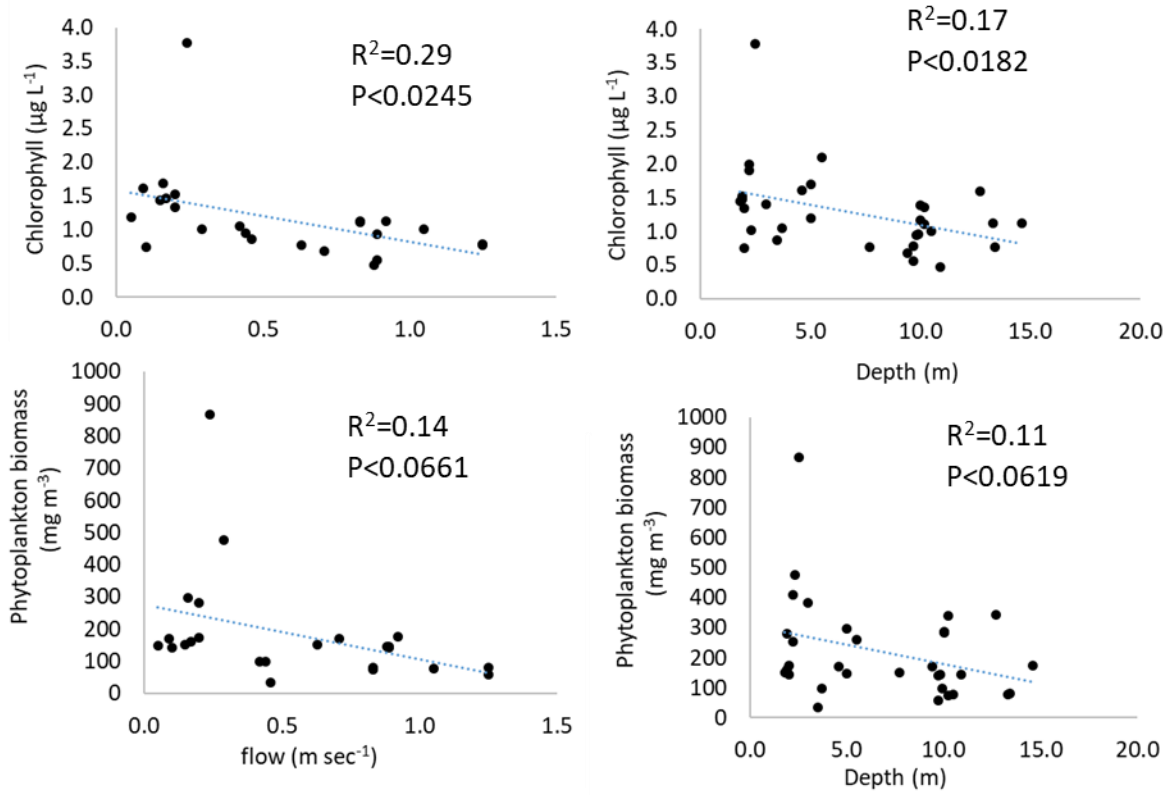 Chlorophyll (µg L⁻¹)
4.0
3.5
3.0
2.5
2.0
1.5
1.0
0.5
0.0
0.0 0.5 1.0 1.5
R²=0.29
P<0.0245
Chlorophyll (µg L⁻¹)
4.0
3.5
3.0
2.5
2.0
1.5
1.0
0.5
0.0
0.0 5.0 10.0 15.0 20.0
Depth (m)
R²=0.17
P<0.0182
Phytoplankton biomass
(mg m⁻³)
1000
900
800
700
600
500
400
300
200
100
0
0.0 0.5 1.0 1.5
flow (m sec⁻¹)
R²=0.14
P<0.0661
Phytoplankton biomass
(mg m⁻³)
1000
900
800
700
600
500
400
300
200
100
0
0.0 5.0 10.0 15.0 20.0
Depth (m)
R²=0.11
P<0.0619